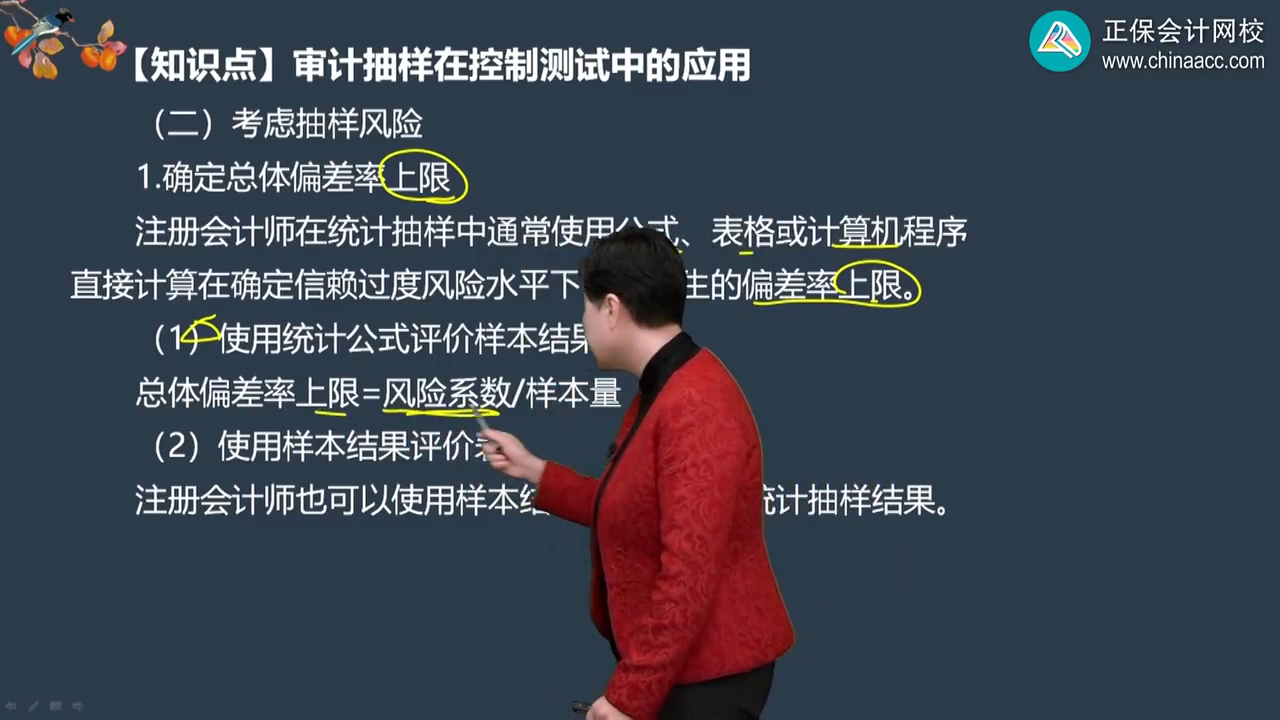 正保会计网校
www.chinaacc.com
【知识点】审计抽样在控制测试中的应用
（二）考虑抽样风险
1.确定总体偏差率上限
注册会计师在统计抽样中通常使用公式、表格或计算机程序
直接计算在确定信赖过度风险水平下 生的偏差率上限。
（1）使用统计公式评价样本结果
总体偏差率上限=风险系数/样本量
（2）使用样本结果评价
注册会计师也可以使用样本 统计抽样结果。